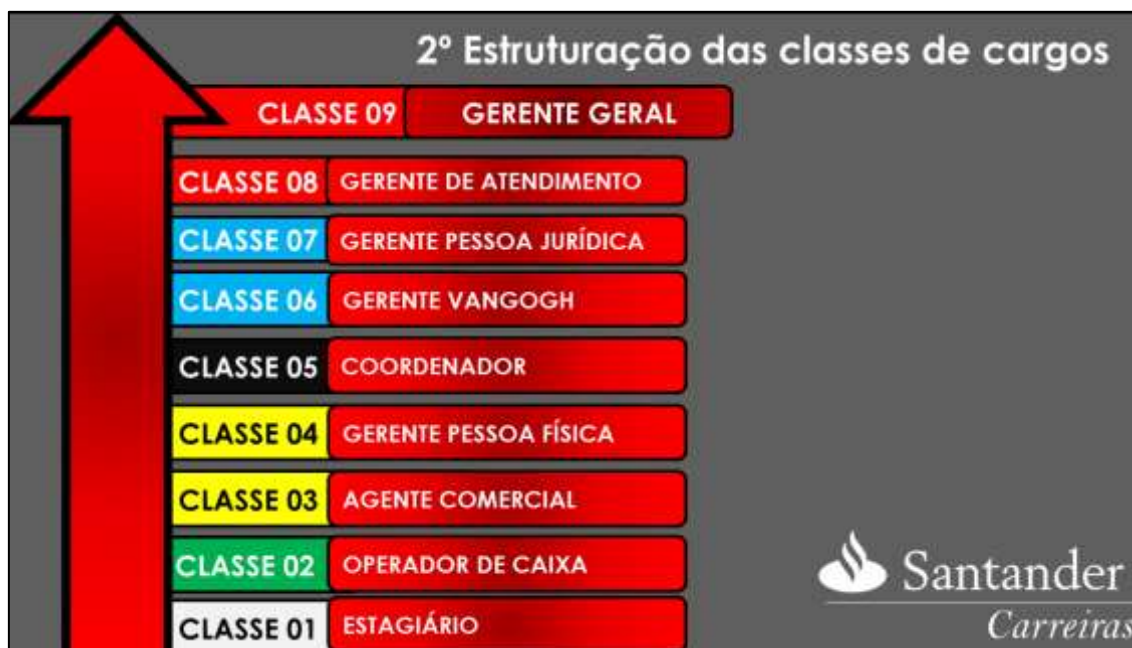 2º Estruturação das classes de cargos
CLASSE 09 GERENTE GERAL
CLASSE 08 GERENTE DE ATENDIMENTO
CLASSE 07 GERENTE PESSOA JURÍDICA
CLASSE 06 GERENTE VANGOGH
CLASSE 05 COORDENADOR
CLASSE 04 GERENTE PESSOA FÍSICA
CLASSE 03 AGENTE COMERCIAL
CLASSE 02 OPERADOR DE CAIXA
CLASSE 01 ESTAGIÁRIO
Santander
Carreiras